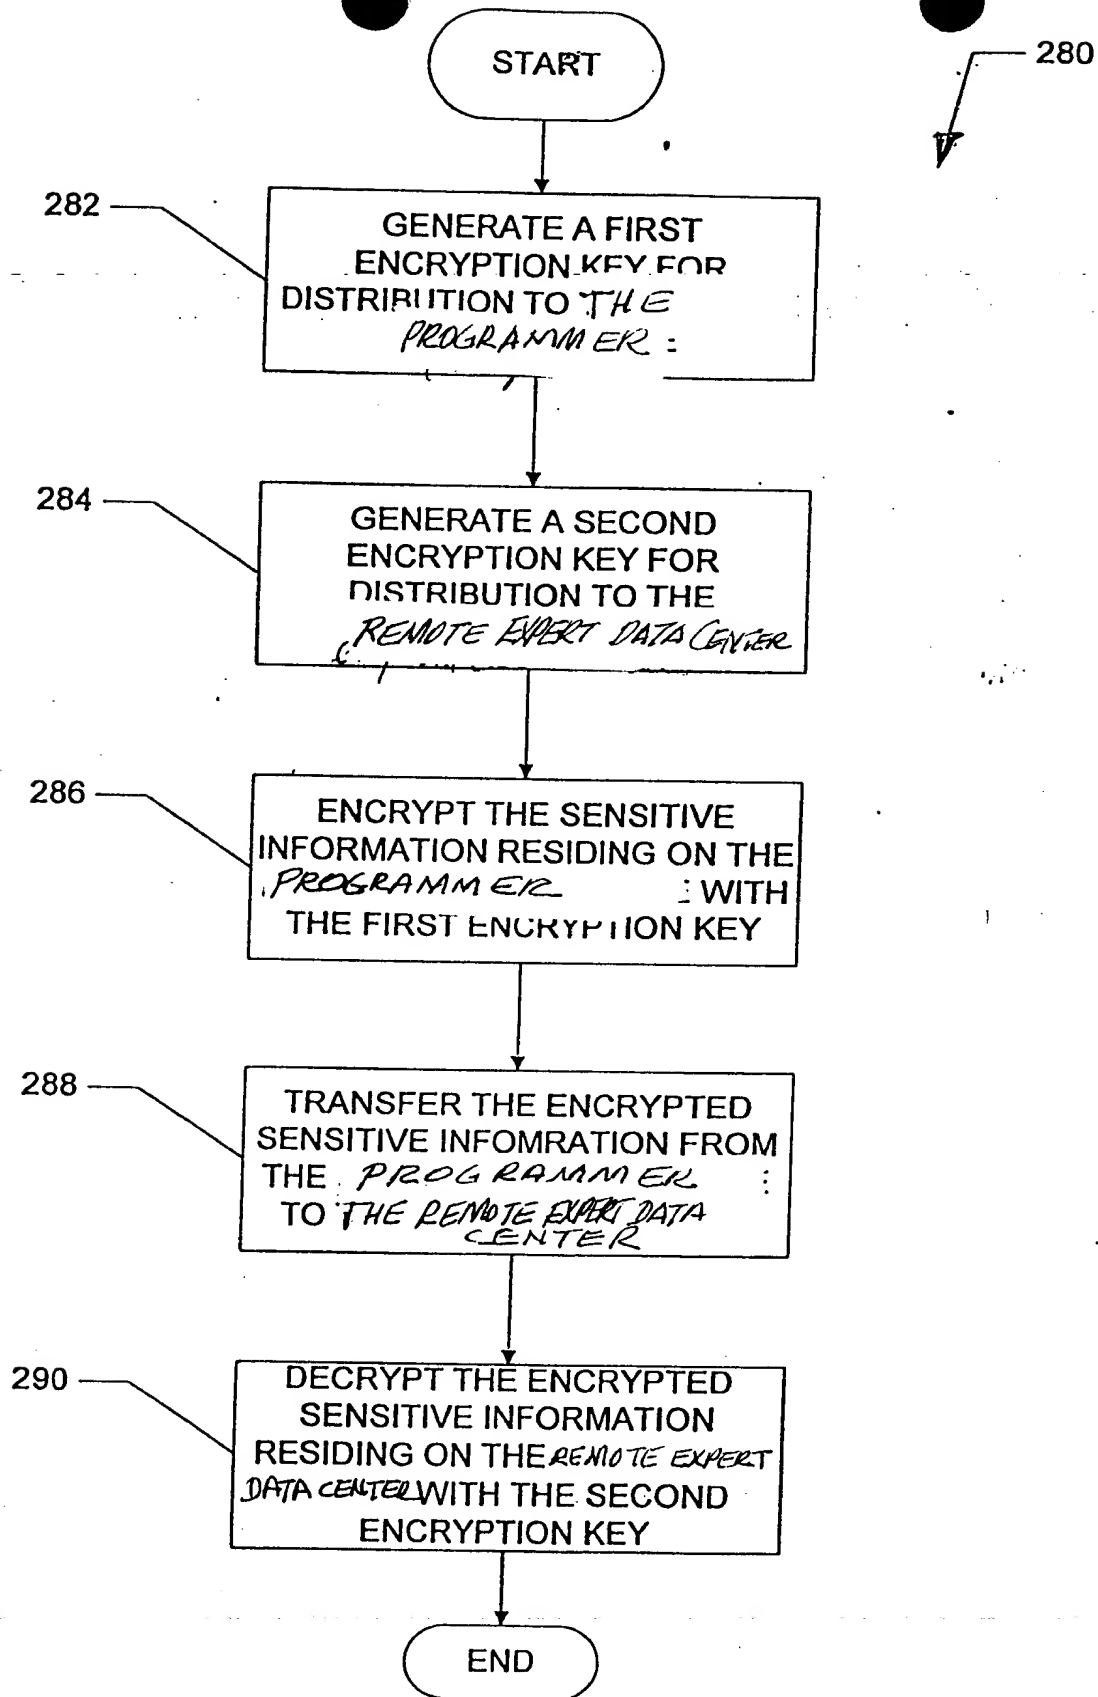 START
280
282
GENERATE A FIRST
ENCRYPTION KEY FOR
DISTRIBUTION TO THE
PROGRAMMER
284
GENERATE A SECOND
ENCRYPTION KEY FOR
DISTRIBUTION TO THE
REMOTE EXPERT DATA CENTER
286
ENCRYPT THE SENSITIVE
INFORMATION RESIDING ON THE
PROGRAMMER WITH
THE FIRST ENCRYPTION KEY
288
TRANSFER THE ENCRYPTED
SENSITIVE INFOMRATION FROM
THE PROGRAMMER
TO THE REMOTE EXPERT DATA
CENTER
290
DECRYPT THE ENCRYPTED
SENSITIVE INFORMATION
RESIDING ON THE REMOTE EXPERT
DATA CENTER WITH THE SECOND
ENCRYPTION KEY
END